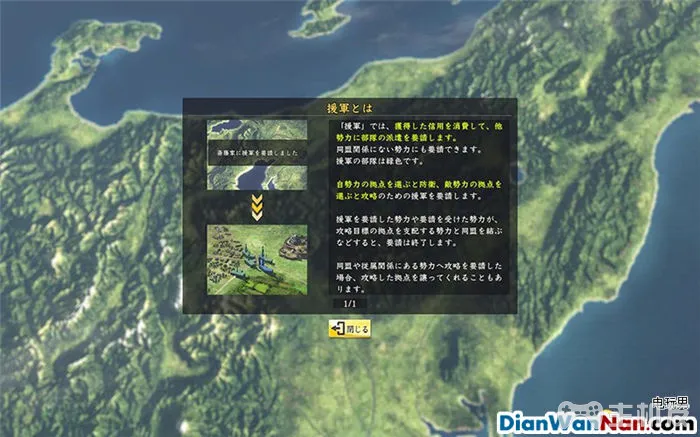 援軍とは
斎藤家に援軍を要請しました
「援軍」では、獲得した信用を消費して、他
勢力に部隊の派遣を要請します。
同盟関係にない勢力にも要請できます。
援軍の部隊は緑色です。
自勢力の拠点を選ぶと防衛、敵勢力の拠点
を選ぶと攻略のための援軍を要請します。
援軍を要請した勢力や要請を受けた勢力が、
攻略目標の拠点を支配する勢力と同盟を結ぶ
などすると、要請は終了します。
同盟や従属関係にある勢力へ攻略を要請した
場合、攻略した拠点を譲ってくれることもあ
ります。
1/1
閉じる
电玩男
DianWanNan.com